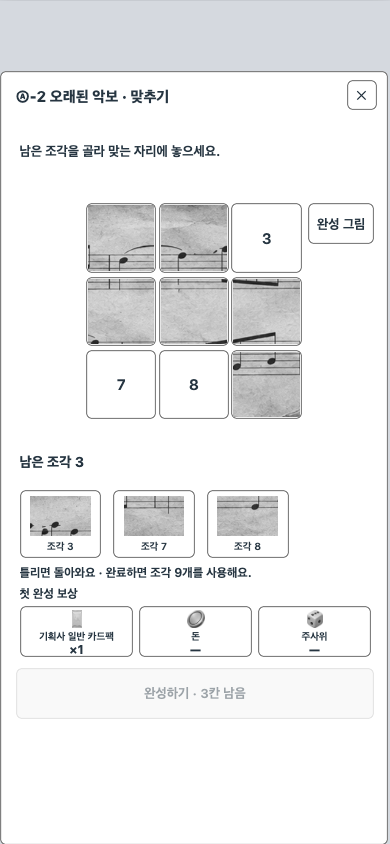 Ⓐ-2 오래된 악보 · 맞추기
남은 조각을 골라 맞는 자리에 놓으세요.
3
완성 그림
7
8
남은 조각 3
조각 3
조각 7
조각 8
틀리면 돌아와요 · 완료하면 조각 9개를 사용해요.
첫 완성 보상
기획사 일반 카드팩
×1
돈
—
주사위
—
완성하기 · 3칸 남음